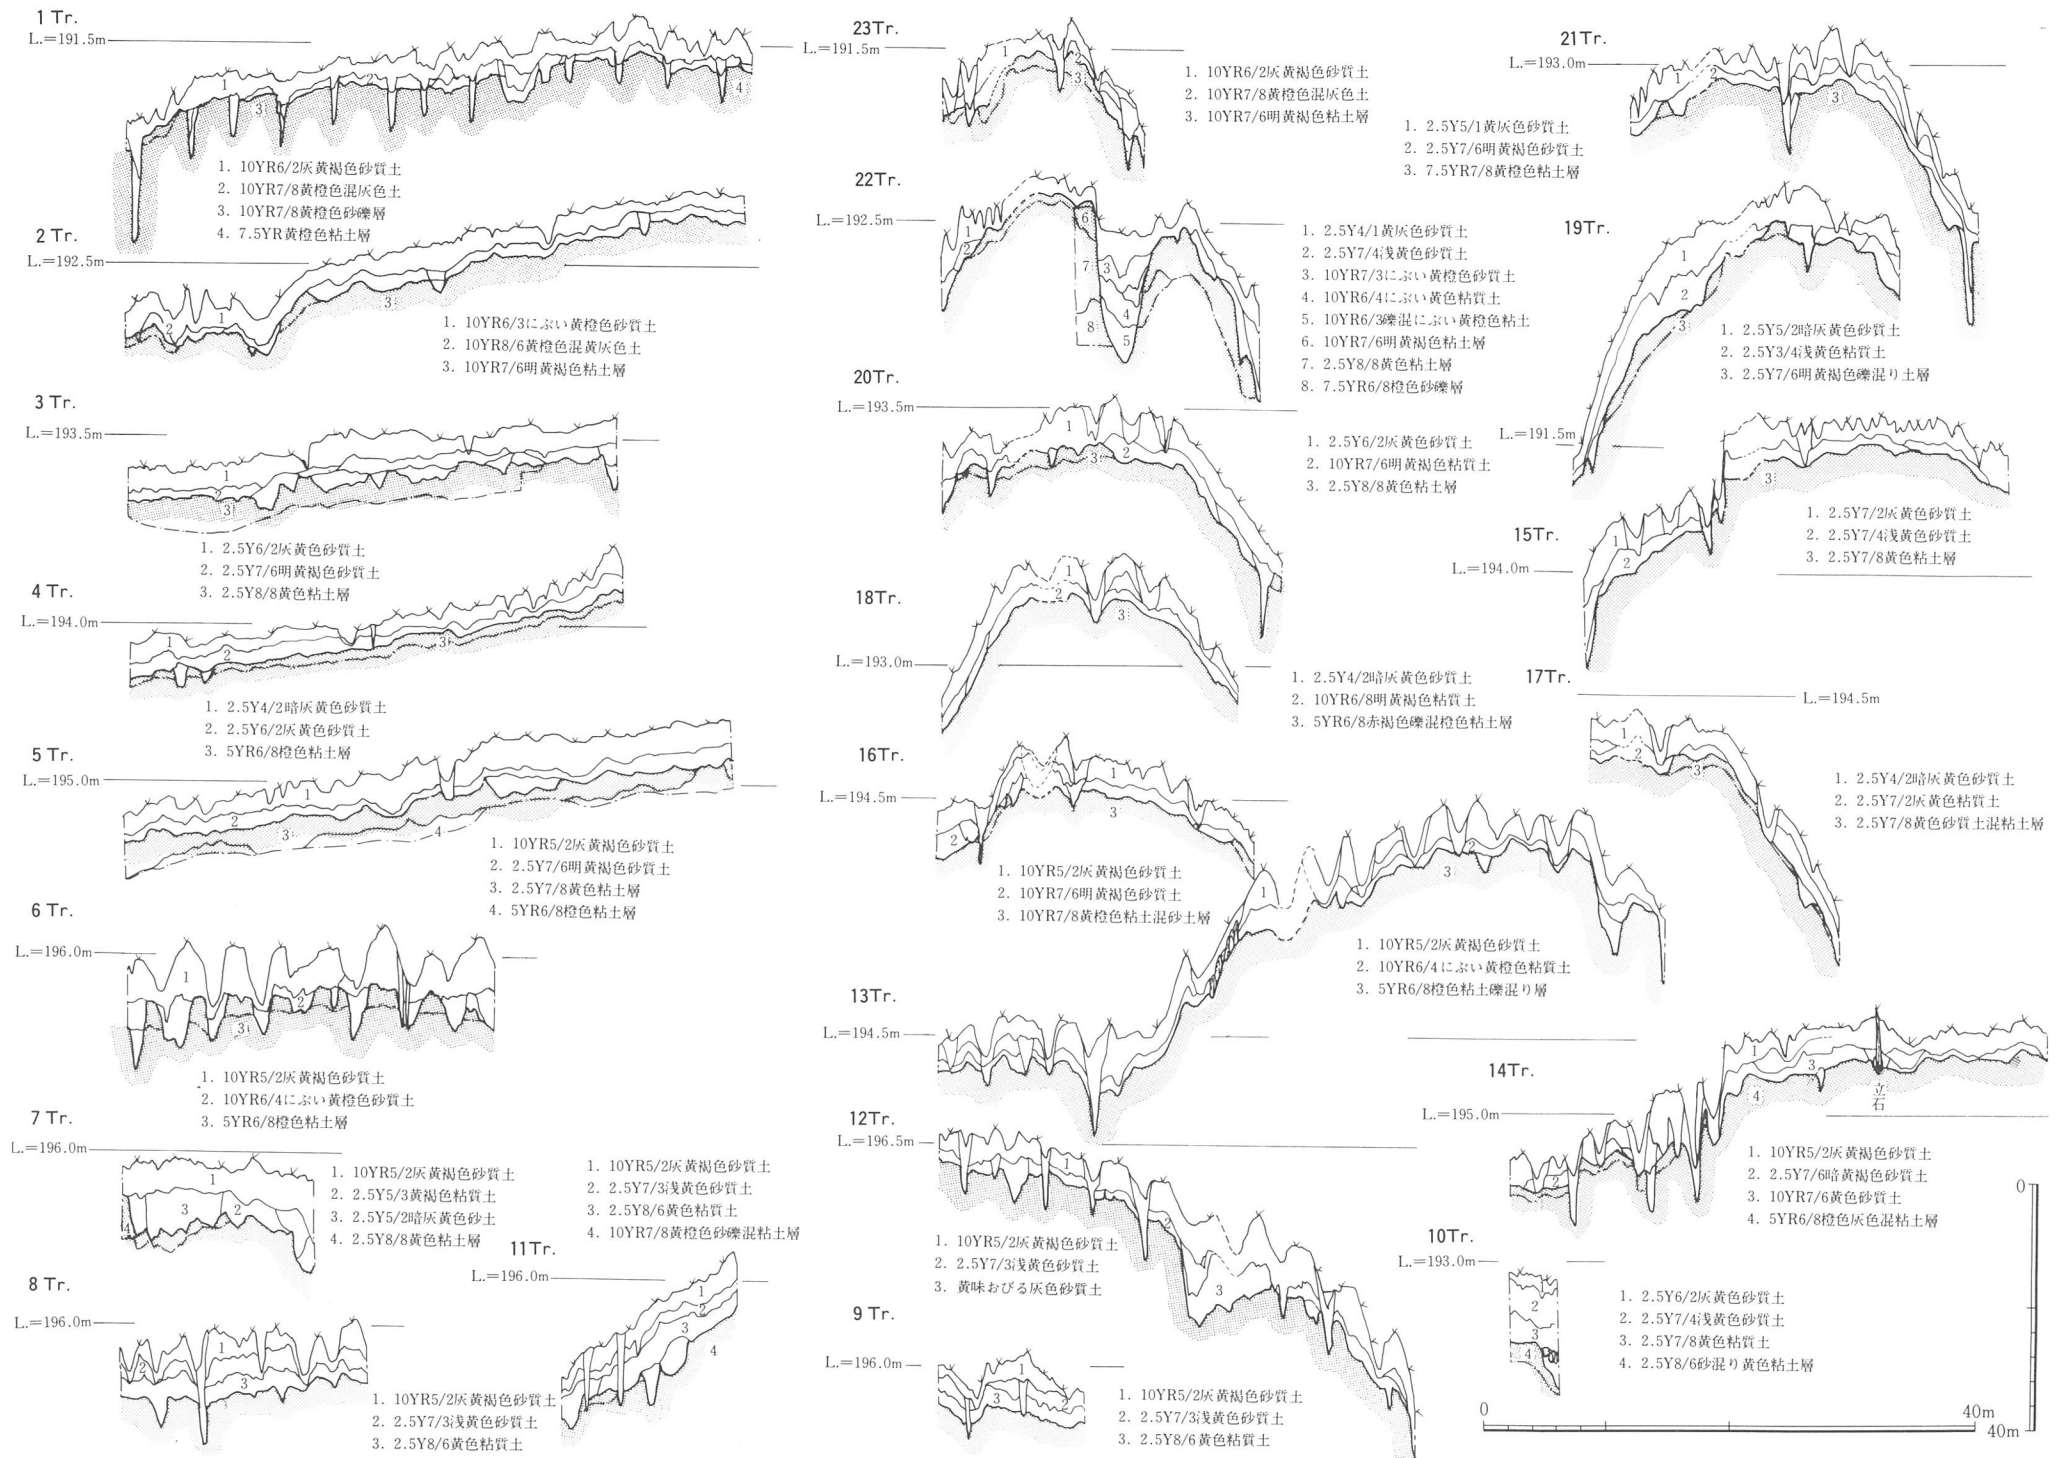 1 Tr.
L.=191.5m
1. 10YR6/2灰黄褐色砂質土
2. 10YR7/8黄橙色混灰色土
3. 10YR7/8黄橙色砂礫層
4. 7.5YR黄橙色粘土層
2 Tr.
L.=192.5m
1. 10YR6/3にぶい黄橙色砂質土
2. 10YR8/6黄橙色混黄灰色土
3. 10YR7/6明黄褐色粘土層
3 Tr.
L.=193.5m
1. 2.5Y6/2灰黄色砂質土
2. 2.5Y7/6明黄褐色砂質土
3. 2.5Y8/8黄色粘土層
4 Tr.
L.=194.0m
1. 2.5Y4/2暗灰黄色砂質土
2. 2.5Y6/2灰黄色砂質土
3. 5YR6/8橙色粘土層
5 Tr.
L.=195.0m
1. 10YR5/2灰黄褐色砂質土
2. 2.5Y7/6明黄褐色砂質土
3. 2.5Y7/8黄色粘土層
4. 5YR6/8橙色粘土層
6 Tr.
L.=196.0m
1. 10YR5/2灰黄褐色砂質土
2. 10YR6/4にぶい黄橙色砂質土
3. 5YR6/8橙色粘土層
7 Tr.
L.=196.0m
1. 10YR5/2灰黄褐色砂質土
2. 2.5Y5/3黄褐色粘質土
3. 2.5Y5/2暗灰黄色砂土
4. 2.5Y8/8黄色粘土層
8 Tr.
L.=196.0m
1. 10YR5/2灰黄褐色砂質土
2. 2.5Y7/3浅黄色砂質土
3. 2.5Y8/6黄色粘質土
11Tr.
L.=196.0m
1. 10YR5/2灰黄褐色砂質土
2. 2.5Y7/3浅黄色砂質土
3. 2.5Y8/6黄色粘質土
4. 10YR7/8黄橙色砂礫混粘土層
23Tr.
L.=191.5m
1. 10YR6/2灰黄褐色砂質土
2. 10YR7/8黄橙色混灰色土
3. 10YR7/6明黄褐色粘土層
22Tr.
L.=192.5m
1. 2.5Y4/1黄灰色砂質土
2. 2.5Y7/4浅黄色砂質土
3. 10YR7/3にぶい黄橙色砂質土
4. 10YR6/4にぶい黄色粘質土
5. 10YR6/3礫混にぶい黄橙色粘土
6. 10YR7/6明黄褐色粘土層
7. 2.5Y8/8黄色粘土層
8. 7.5YR6/8橙色砂礫層
20Tr.
L.=193.5m
1. 2.5Y6/2灰黄色砂質土
2. 10YR7/6明黄褐色粘質土
3. 2.5Y8/8黄色粘土層
18Tr.
L.=193.0m
1. 2.5Y4/2暗灰黄色砂質土
2. 10YR6/8明黄褐色粘質土
3. 5YR6/8赤褐色礫混橙色粘土層
16Tr.
L.=194.5m
1. 10YR5/2灰黄褐色砂質土
2. 10YR7/6明黄褐色砂質土
3. 10YR7/8黄橙色粘土混砂土層
13Tr.
L.=194.5m
1. 10YR5/2灰黄褐色砂質土
2. 10YR6/4にぶい黄橙色粘質土
3. 5YR6/8橙色粘土礫混り層
12Tr.
L.=196.5m
1. 10YR5/2灰黄褐色砂質土
2. 2.5Y7/3浅黄色砂質土
3. 黄味おびる灰色砂質土
9 Tr.
L.=196.0m
1. 10YR5/2灰黄褐色砂質土
2. 2.5Y7/3浅黄色砂質土
3. 2.5Y8/6黄色粘質土
21Tr.
L.=193.0m
1. 2.5Y5/1黄灰色砂質土
2. 2.5Y7/6明黄褐色砂質土
3. 7.5YR7/8黄橙色粘土層
19Tr.
L.=191.5m
1. 2.5Y5/2暗灰黄色砂質土
2. 2.5Y3/4浅黄色粘質土
3. 2.5Y7/6明黄褐色礫混り土層
15Tr.
L.=194.0m
1. 2.5Y7/2灰黄色砂質土
2. 2.5Y7/4浅黄色砂質土
3. 2.5Y7/8黄色粘土層
17Tr.
L.=194.5m
1. 2.5Y4/2暗灰黄色砂質土
2. 2.5Y7/2灰黄色粘質土
3. 2.5Y7/8黄色砂質土混粘土層
14Tr.
L.=195.0m
立石
1. 10YR5/2灰黄褐色砂質土
2. 2.5Y7/6暗黄褐色砂質土
3. 10YR7/6黄色砂質土
4. 5YR6/8橙色灰色混粘土層
10Tr.
L.=193.0m
1. 2.5Y6/2灰黄色砂質土
2. 2.5Y7/4浅黄色砂質土
3. 2.5Y7/8黄色粘質土
4. 2.5Y8/6砂混り黄色粘土層
0
40m
0
40m